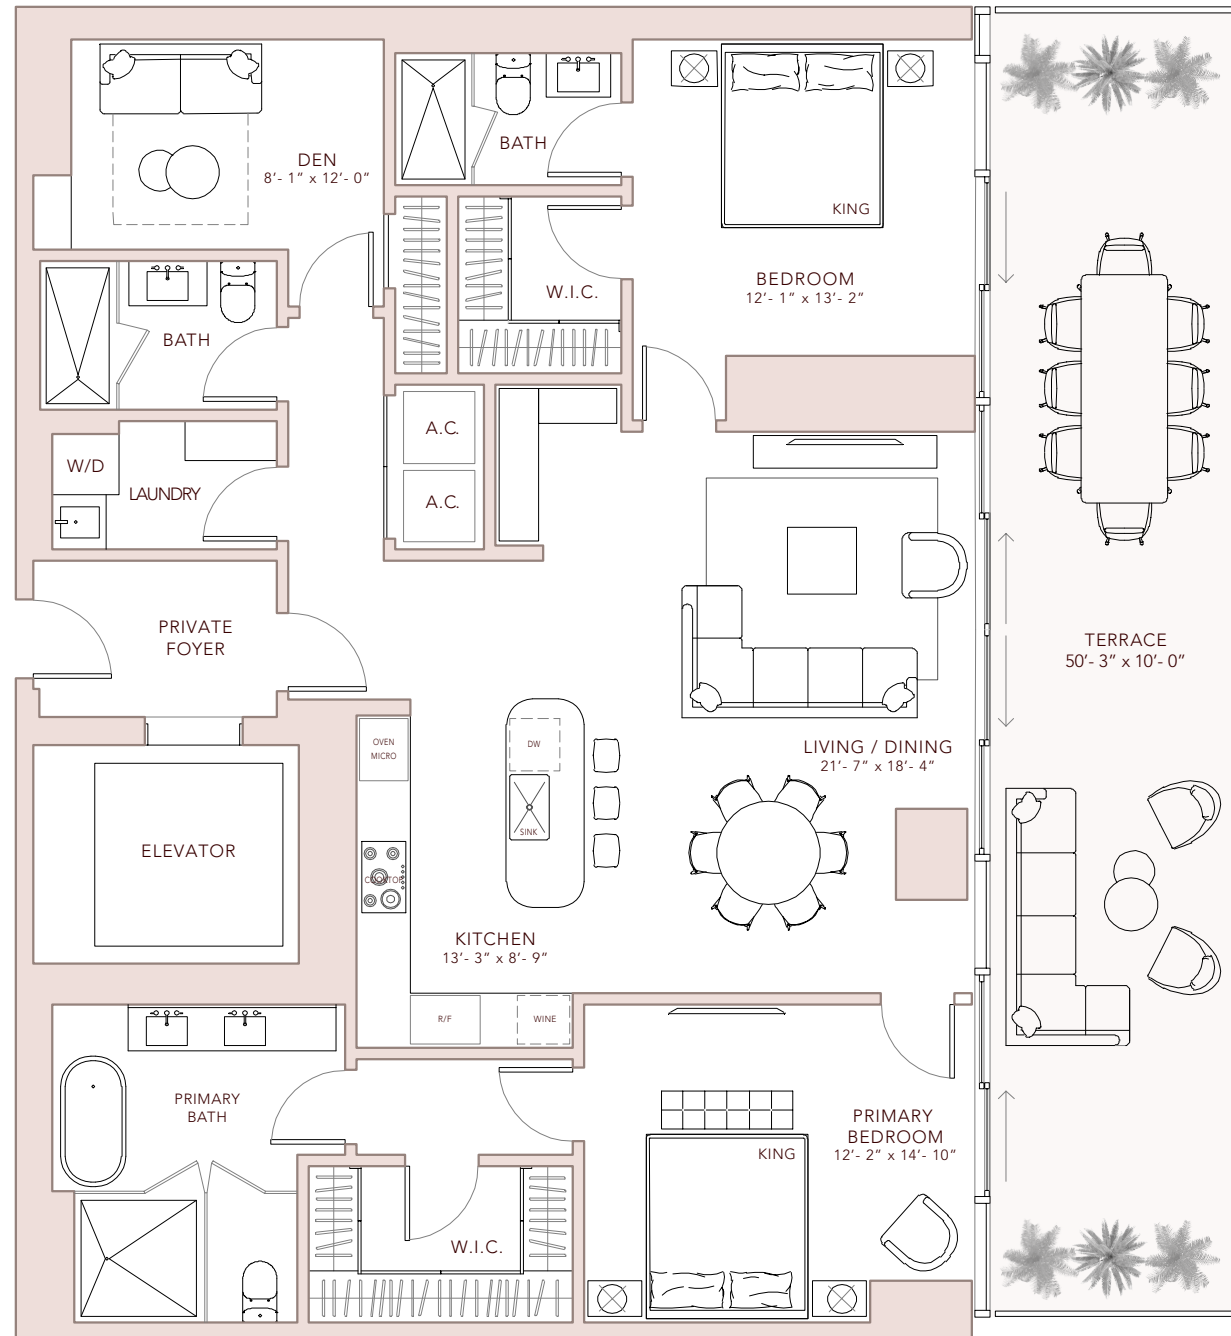 DEN
8'- 1" x 12'- 0"
BATH
KING
BEDROOM
12'- 1" x 13'- 2"
W.I.C.
BATH
A.C.
W/D
LAUNDRY
A.C.
PRIVATE
FOYER
TERRACE
50'- 3" x 10'- 0"
OVEN
MICRO
DW
LIVING / DINING
21'- 7" x 18'- 4"
SINK
ELEVATOR
COOKTOP
KITCHEN
13'- 3" x 8'- 9"
R/F
WINE
PRIMARY
BATH
PRIMARY
BEDROOM
12'- 2" x 14'- 10"
KING
W.I.C.